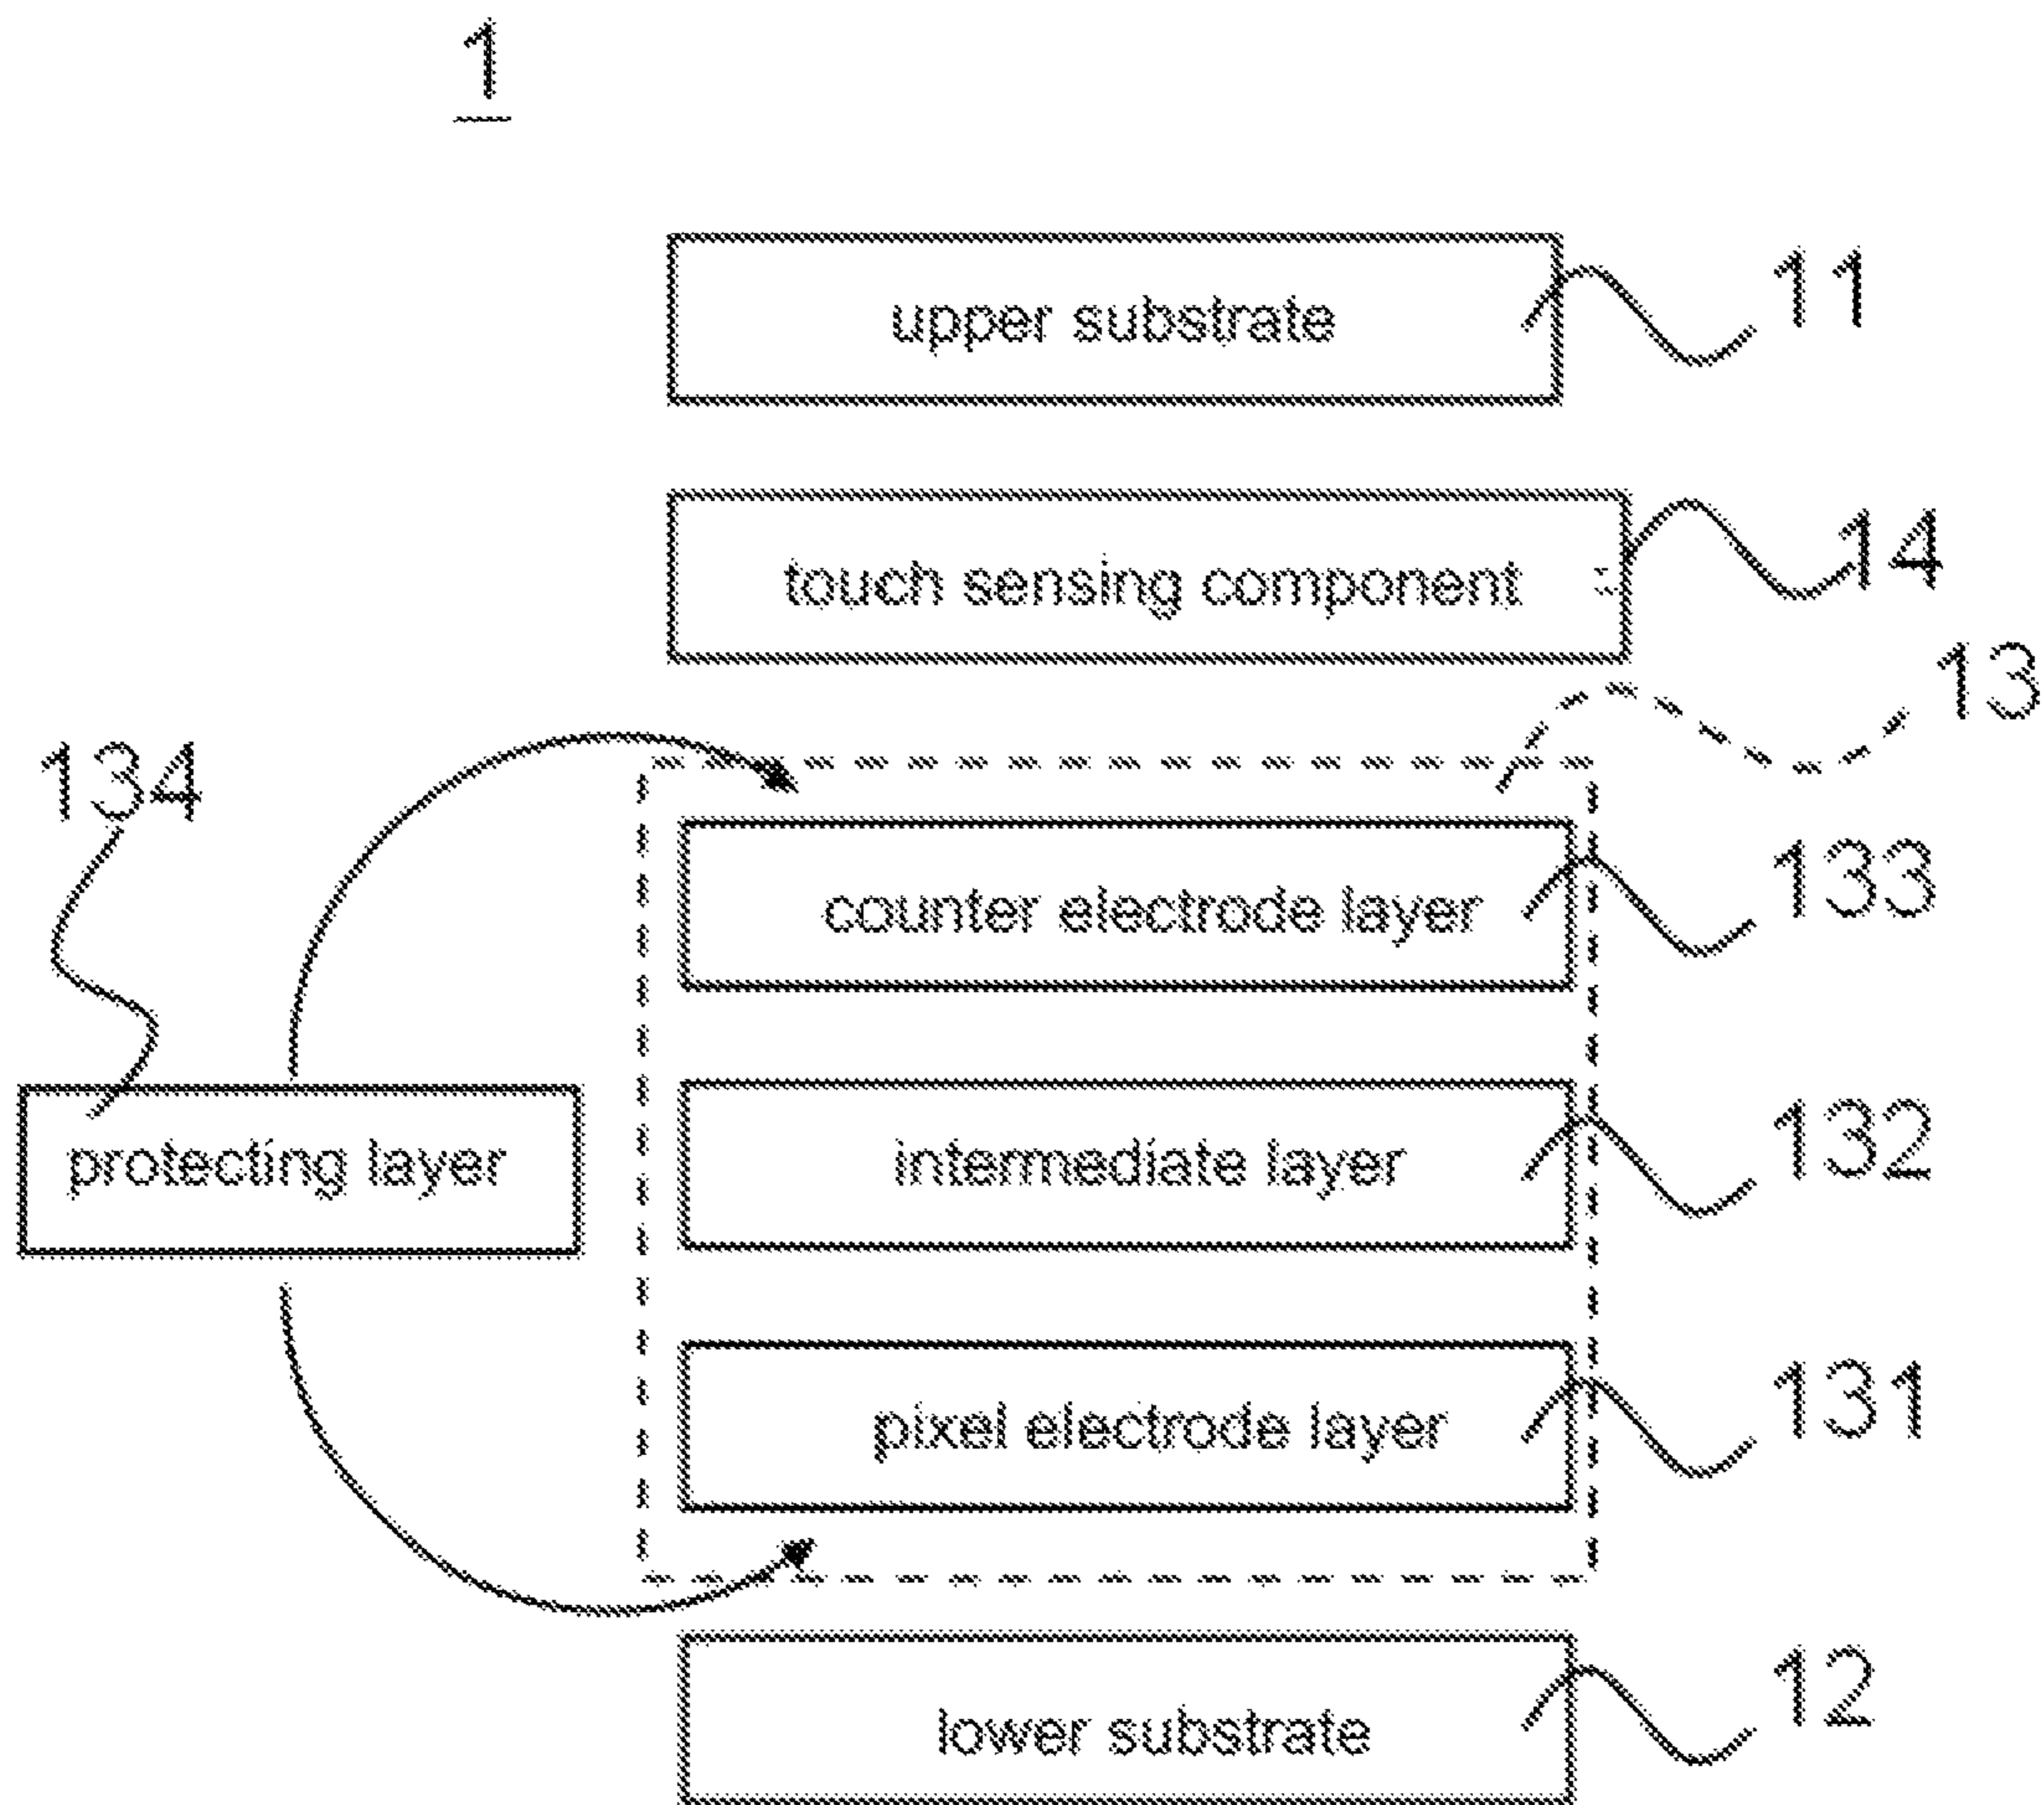 1
upper substrate
11
touch sensing component
14
13
134
counter electrode layer
133
protecting layer
intermediate layer
132
pixel electrode layer
131
lower substrate
12